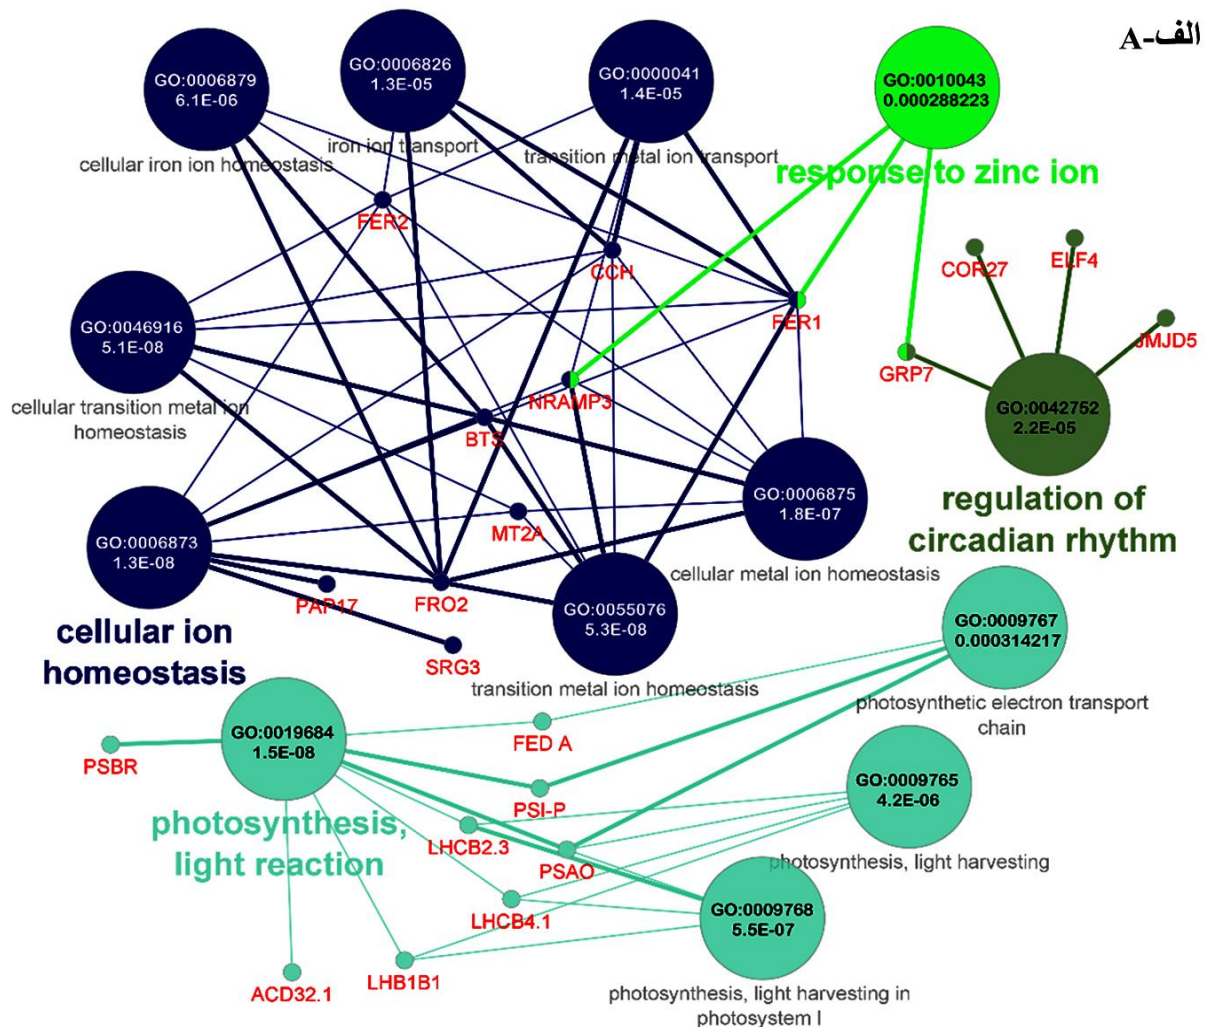 A-الف
GO:0006879
6.1E-06
cellular iron ion homeostasis
GO:0006826
1.3E-05
iron ion transport
GO:0000041
1.4E-05
transition metal ion transport
GO:0010043
0.000288223
response to zinc ion
FER2
CCH
FER1
COR27
ELF4
JMJD5
GRP7
GO:0046916
5.1E-08
cellular transition metal ion
homeostasis
NRAMP3
BTS
GO:0042752
2.2E-05
regulation of
circadian rhythm
GO:0006875
1.8E-07
cellular metal ion homeostasis
MT2A
GO:0006873
1.3E-08
cellular ion
homeostasis
PAP17
FRO2
SRG3
GO:0055076
5.3E-08
transition metal ion homeostasis
GO:0009767
0.000314217
photosynthetic electron transport
chain
GO:0019684
1.5E-08
photosynthesis,
light reaction
PSBR
FED A
PSI-P
LHCB2.3
PSAO
LHCB4.1
LHB1B1
ACD32.1
GO:0009765
4.2E-06
photosynthesis, light harvesting
GO:0009768
5.5E-07
photosynthesis, light harvesting in
photosystem I